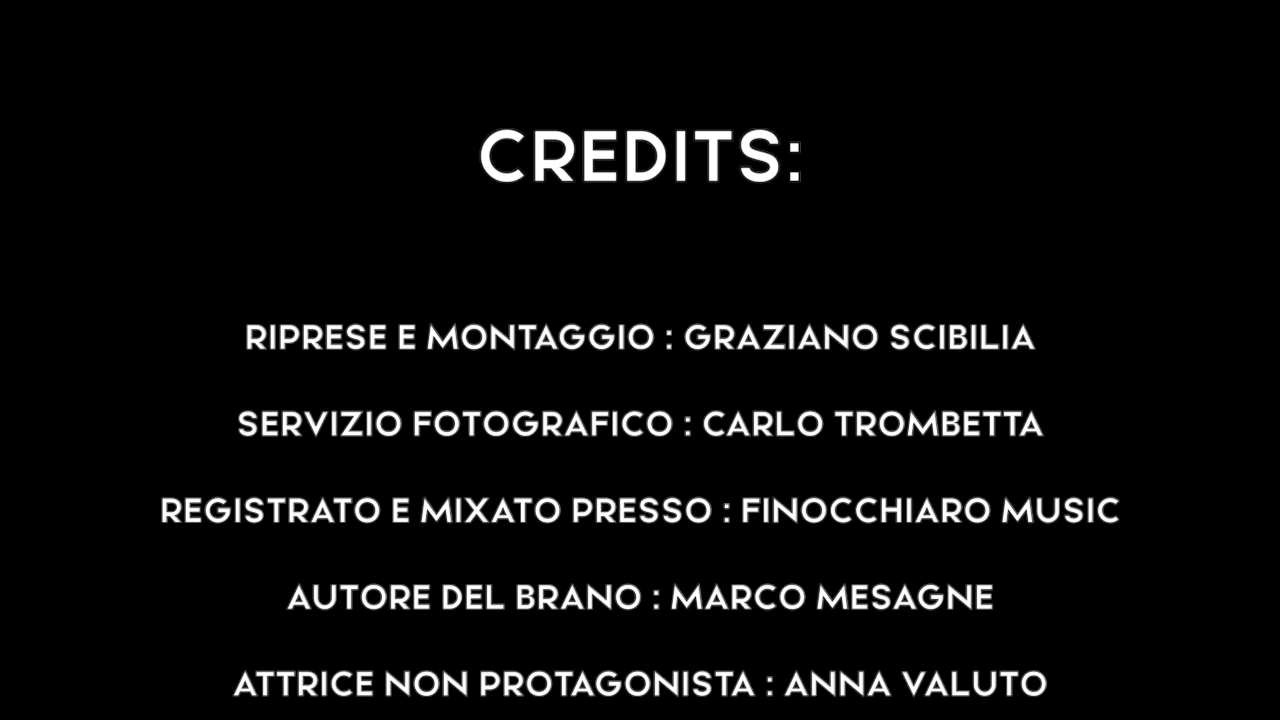 CREDITS:
RIPRESE E MONTAGGIO : GRAZIANO SCIBILIA
SERVIZIO FOTOGRAFICO : CARLO TROMBETTA
REGISTRATO E MIXATO PRESSO : FINOCCHIARO MUSIC
AUTORE DEL BRANO : MARCO MESAGNE
ATTRICE NON PROTAGONISTA : ANNA VALUTO